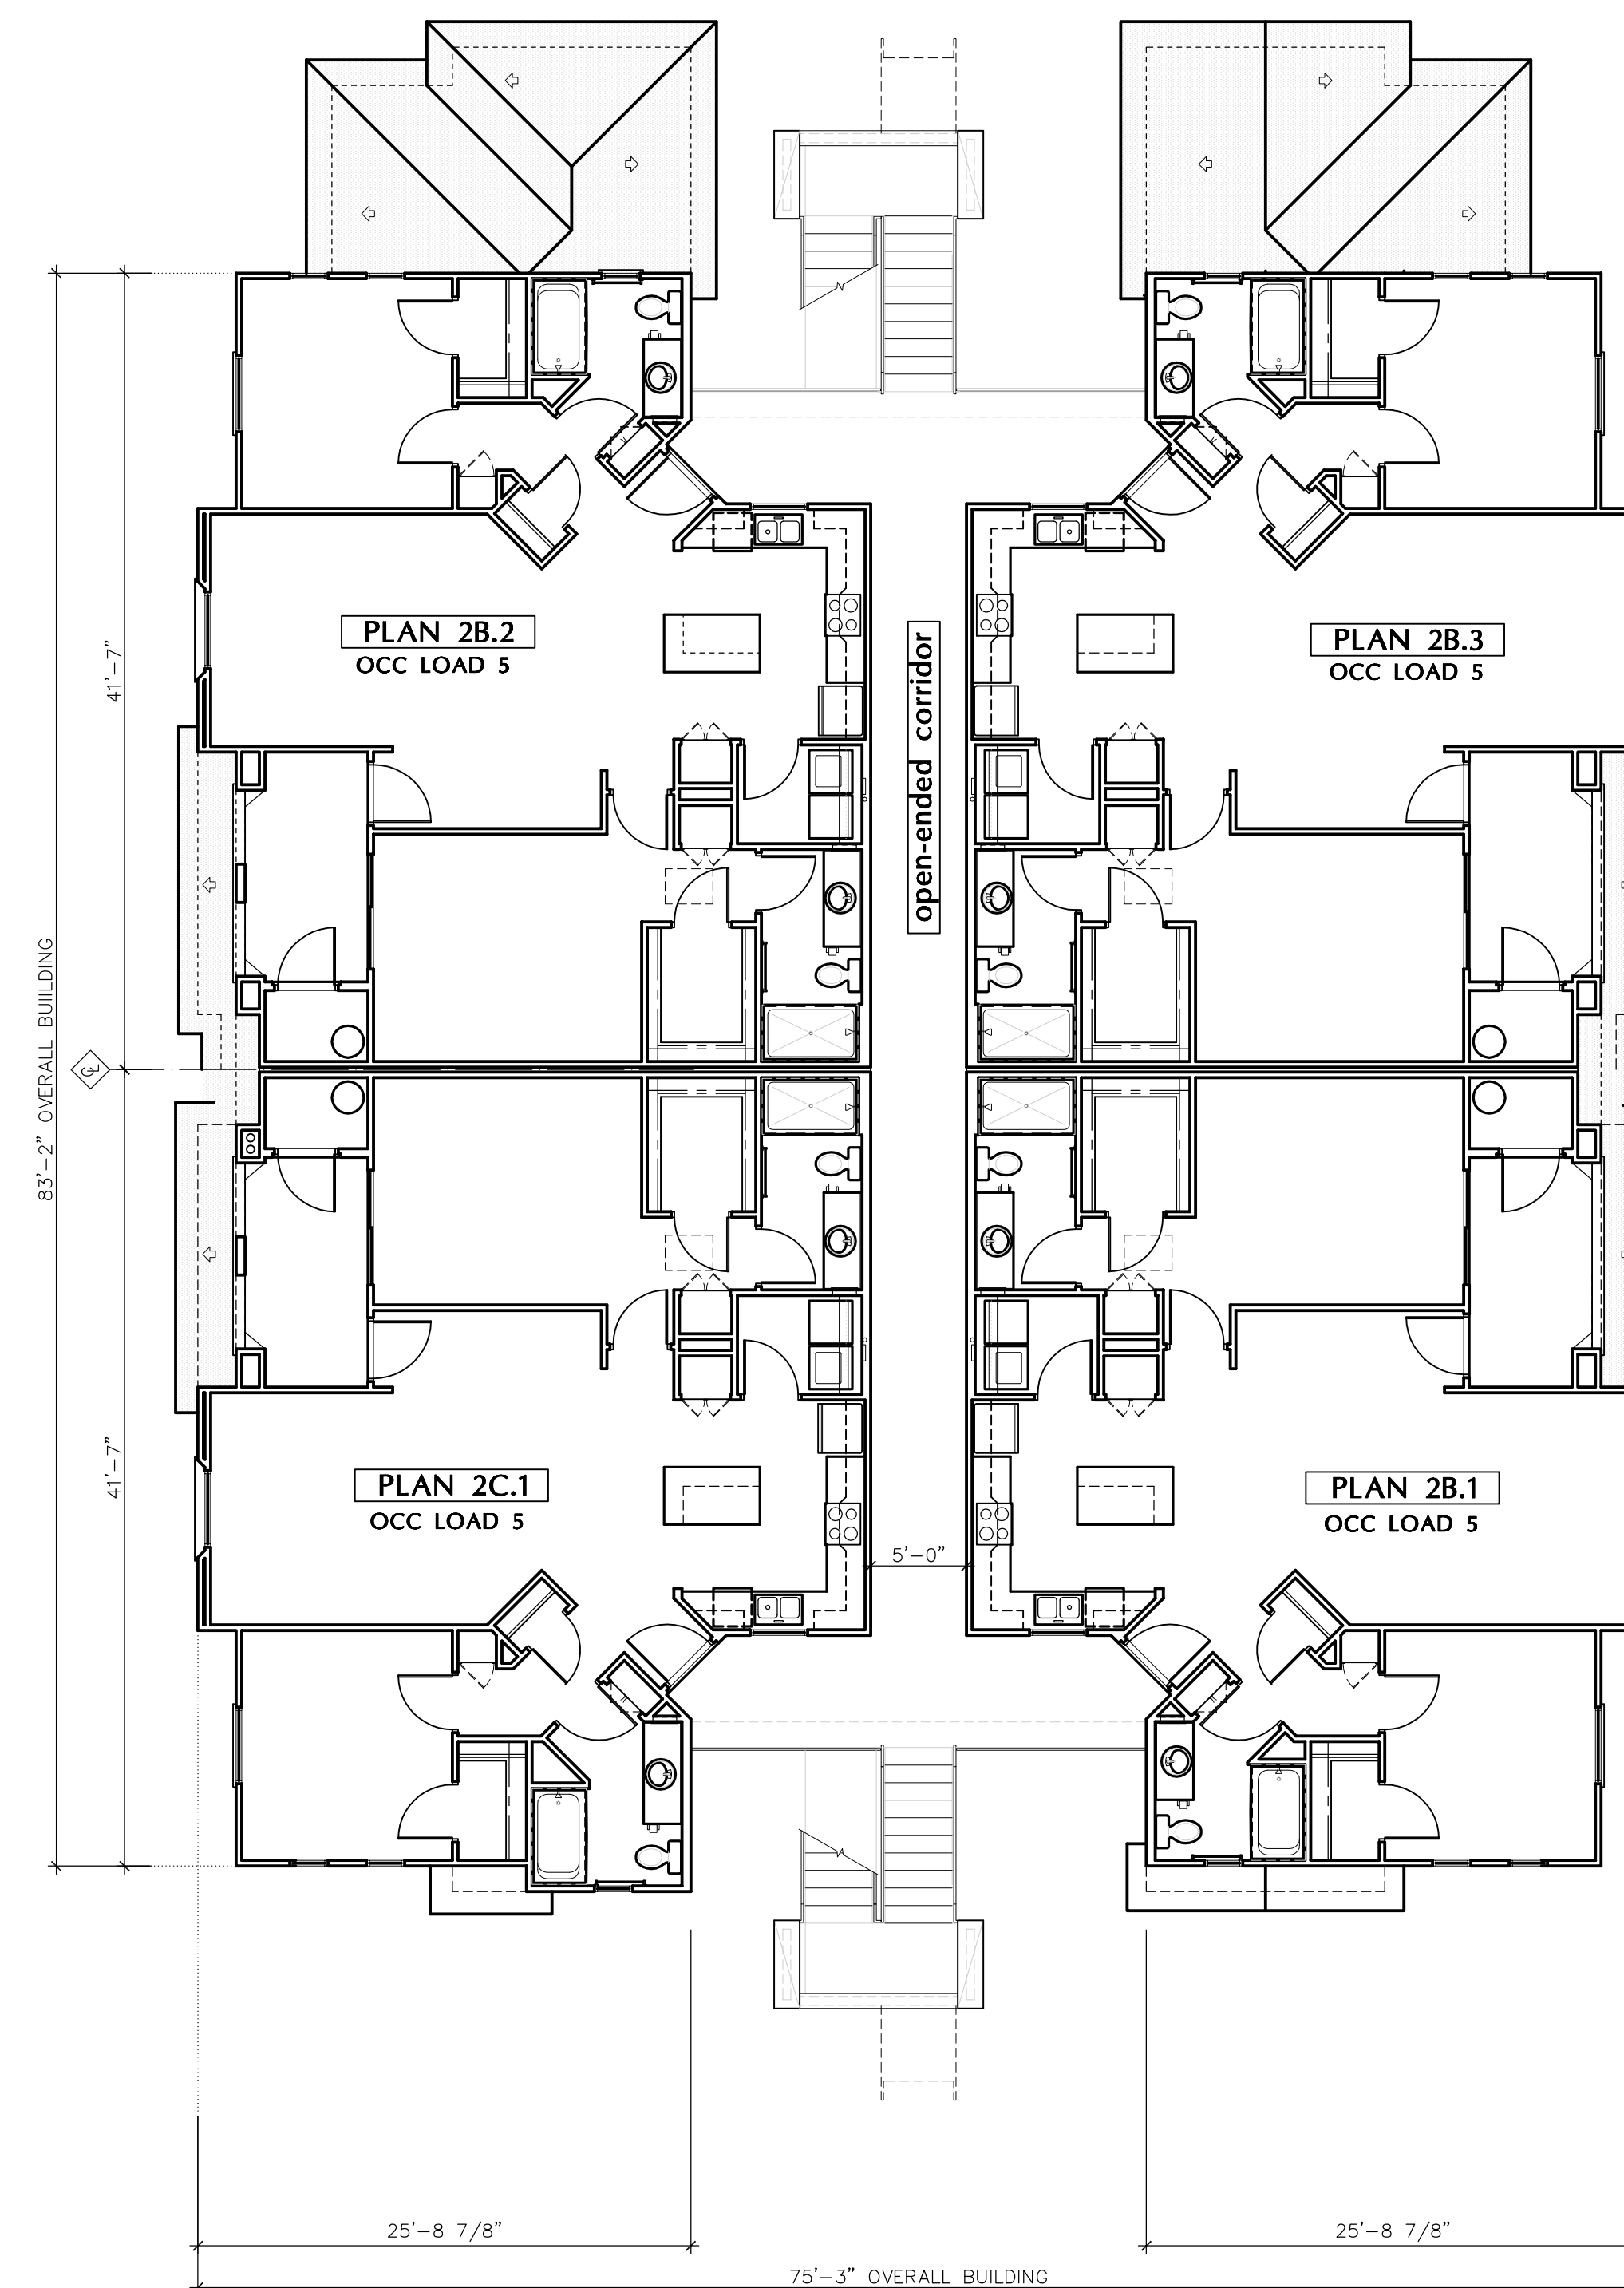 PLAN 2B.2
OCC LOAD 5
PLAN 2B.3
OCC LOAD 5
open-ended corridor
41'-7"
83'-2" OVERALL BUIILDING
CL
41'-7"
PLAN 2C.1
OCC LOAD 5
PLAN 2B.1
OCC LOAD 5
5'-0"
25'-8 7/8"
25'-8 7/8"
75'-3" OVERALL BUILDING